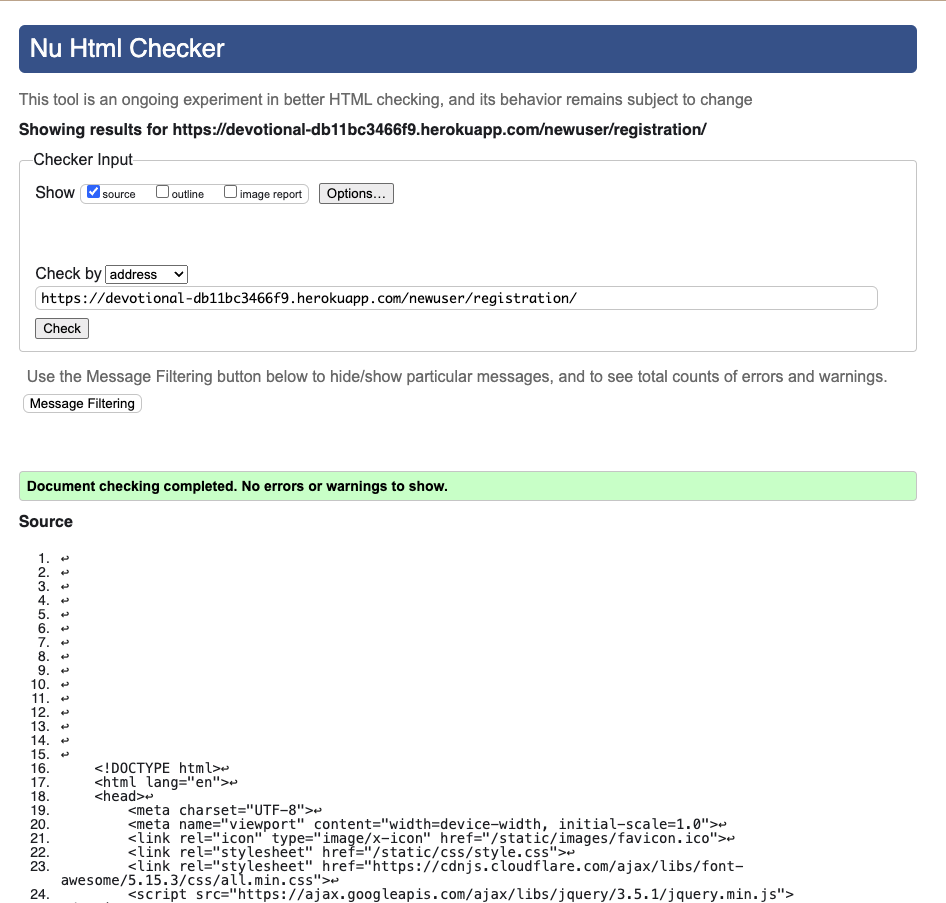 Nu Html Checker
This tool is an ongoing experiment in better HTML checking, and its behavior remains subject to change
Showing results for https://devotional-db11bc3466f9.herokuapp.com/newuser/registration/
Checker Input
Show source outline image report Options...
Check by address
https://devotional-db11bc3466f9.herokuapp.com/newuser/registration/
Check
Use the Message Filtering button below to hide/show particular messages, and to see total counts of errors and warnings.
Message Filtering
Document checking completed. No errors or warnings to show.
Source
1. ↩
2. ↩
3. ↩
4. ↩
5. ↩
6. ↩
7. ↩
8. ↩
9. ↩
10. ↩
11. ↩
12. ↩
13. ↩
14. ↩
15. ↩
16. <!DOCTYPE html>↩
17. <html lang="en">↩
18. <head>↩
19. <meta charset="UTF-8">↩
20. <meta name="viewport" content="width=device-width, initial-scale=1.0">↩
21. <link rel="icon" type="image/x-icon" href="/static/images/favicon.ico">↩
22. <link rel="stylesheet" href="/static/css/style.css">↩
23. <link rel="stylesheet" href="https://cdnjs.cloudflare.com/ajax/libs/font-
awesome/5.15.3/css/all.min.css">↩
24. <script src="https://ajax.googleapis.com/ajax/libs/jquery/3.5.1/jquery.min.js">